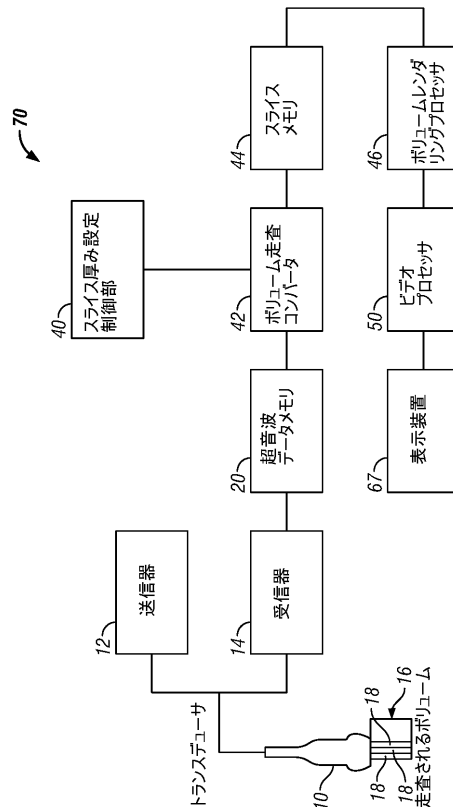 70
40
スライス厚み設定
制御部
12
送信器
14
受信器
20
超音波
データメモリ
42
ボリューム走査
コンバータ
44
スライス
メモリ
トランスデューサ
10
18
18
18
16
走査されるボリューム
67
表示装置
50
ビデオ
プロセッサ
46
ボリュームレンダ
リングプロセッサ